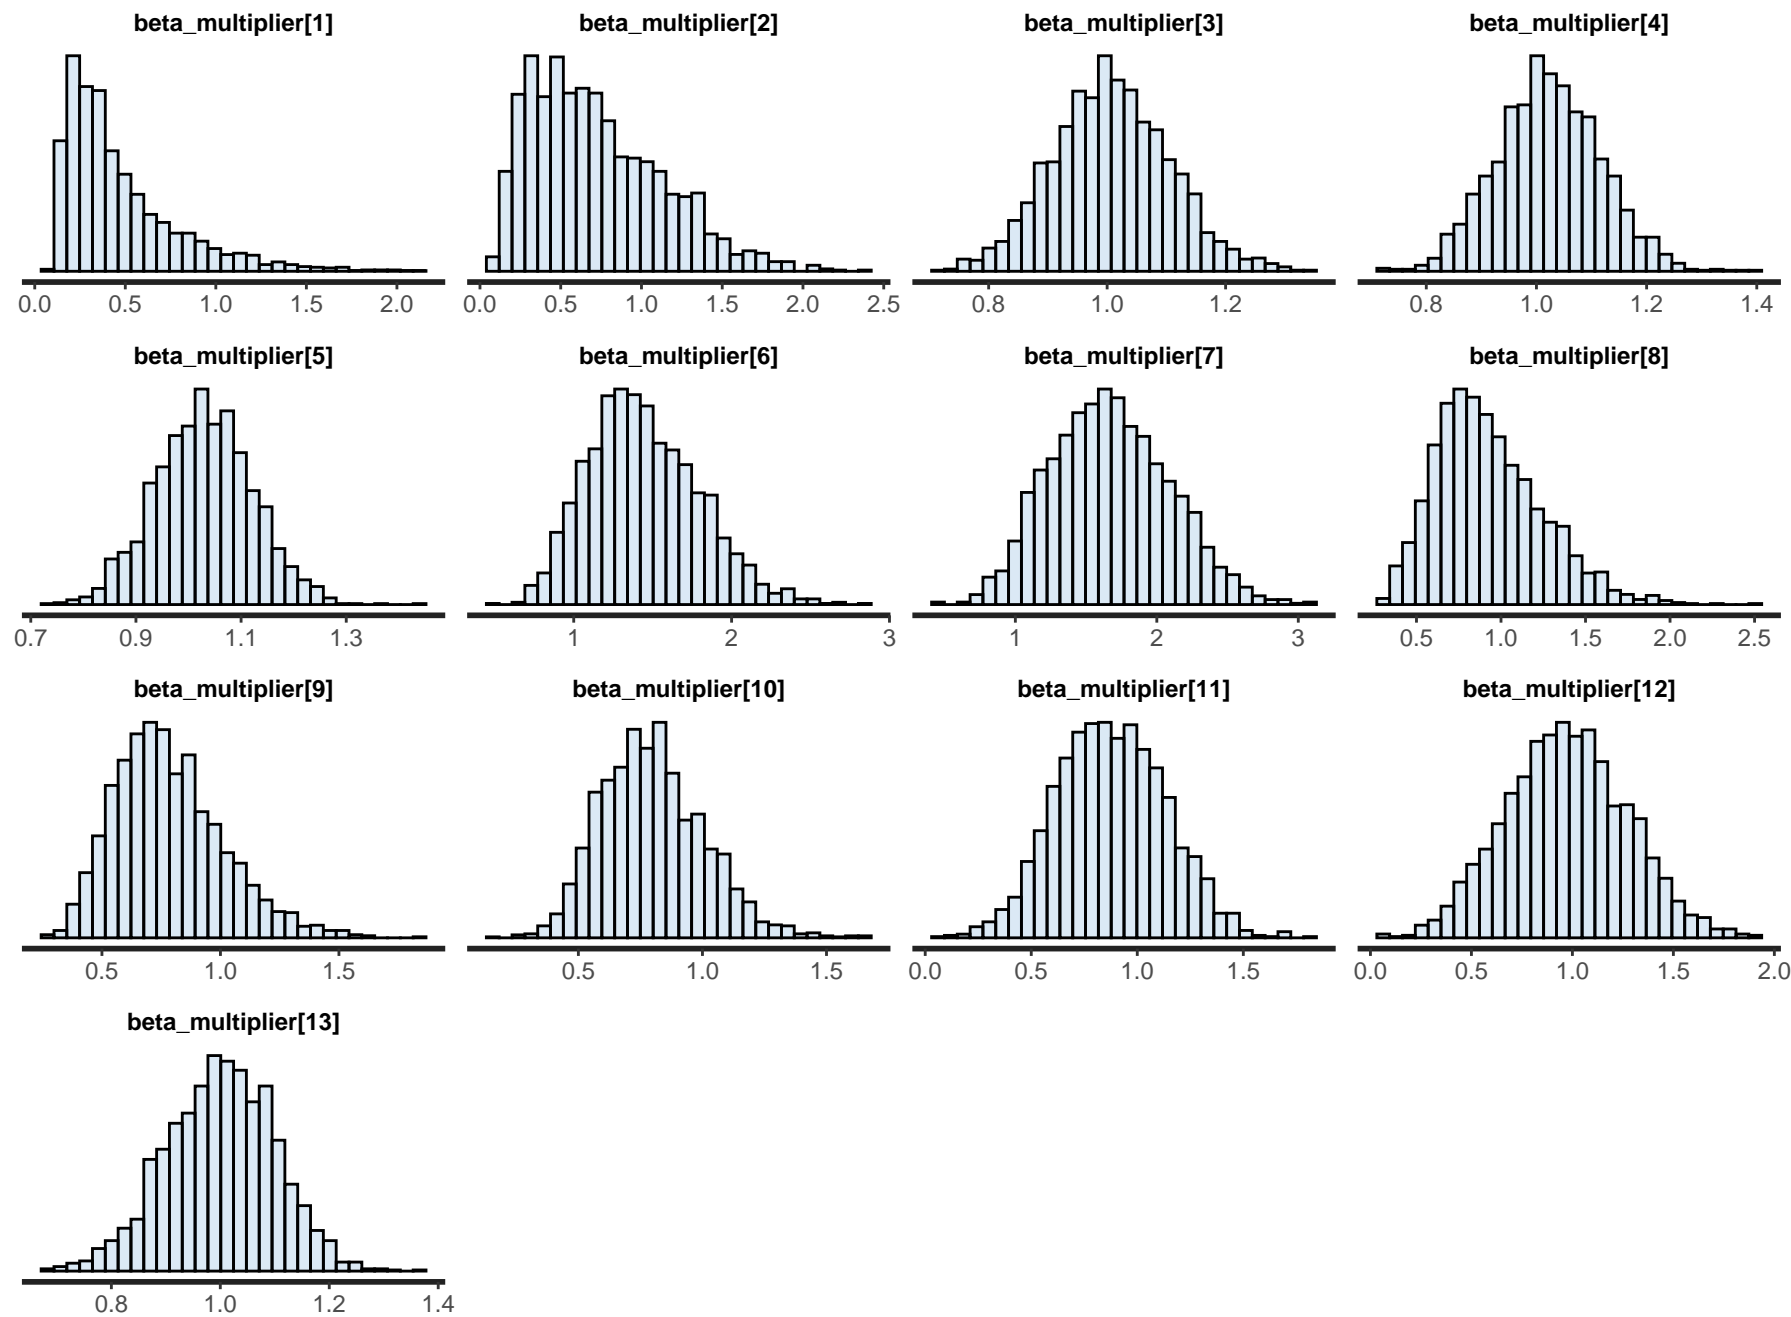 beta_multiplier[1] beta_multiplier[2] beta_multiplier[3] beta_multiplier[4]
0.0 0.5 1.0 1.5 2.0 0.0 0.5 1.0 1.5 2.0 2.5 0.8 1.0 1.2 0.8 1.0 1.2 1.4
beta_multiplier[5] beta_multiplier[6] beta_multiplier[7] beta_multiplier[8]
0.7 0.9 1.1 1.3 1 2 3 1 2 3 0.5 1.0 1.5 2.0 2.5
beta_multiplier[9] beta_multiplier[10] beta_multiplier[11] beta_multiplier[12]
0.5 1.0 1.5 0.5 1.0 1.5 0.0 0.5 1.0 1.5 0.0 0.5 1.0 1.5 2.0
beta_multiplier[13]
0.8 1.0 1.2 1.4